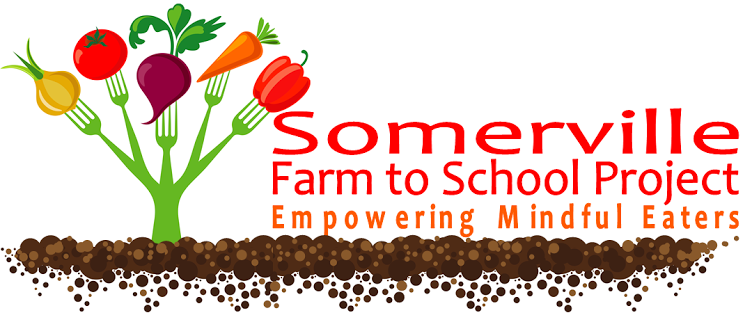 Somerville
Farm to School Project
Empowering Mindful Eaters